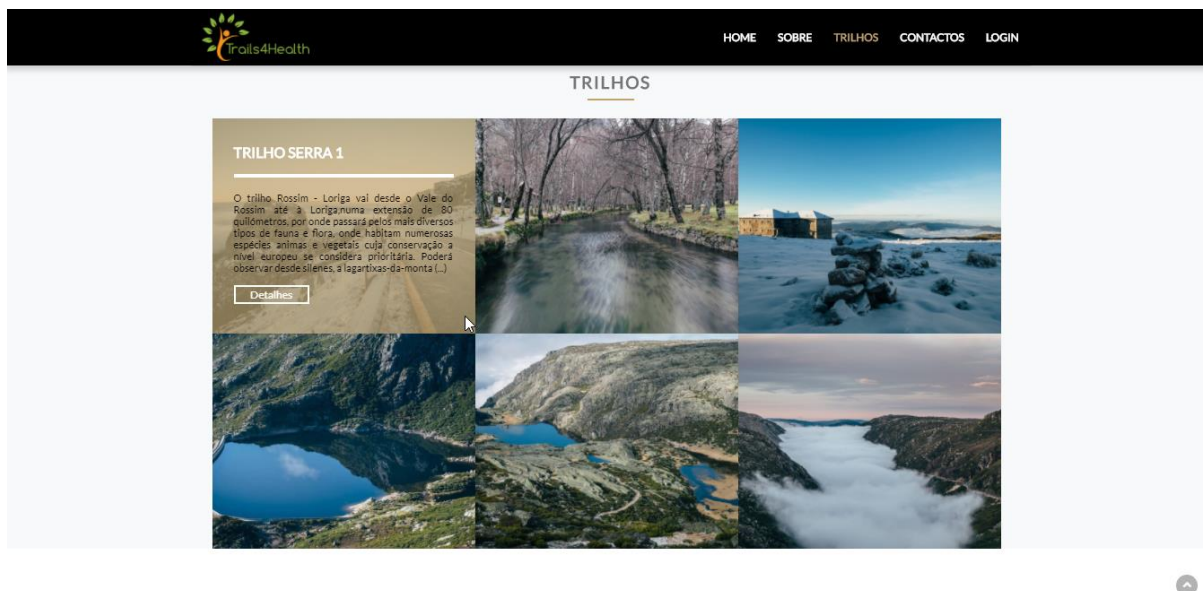 Trails4Health
HOME SOBRE TRILHOS CONTACTOS LOGIN
TRILHOS
TRILHO SERRA 1
O trilho Rossim - Loriga vai desde o Vale do
Rossim até à Loriga,numa extensão de 80
quilómetros, por onde passará pelos mais diversos
tipos de fauna e flora, onde habitam numerosas
espécies animas e vegetais cuja conservação a
nível europeu se considera prioritária. Poderá
observar desde silenes, a lagartixas-da-monta (...)
Detalhes